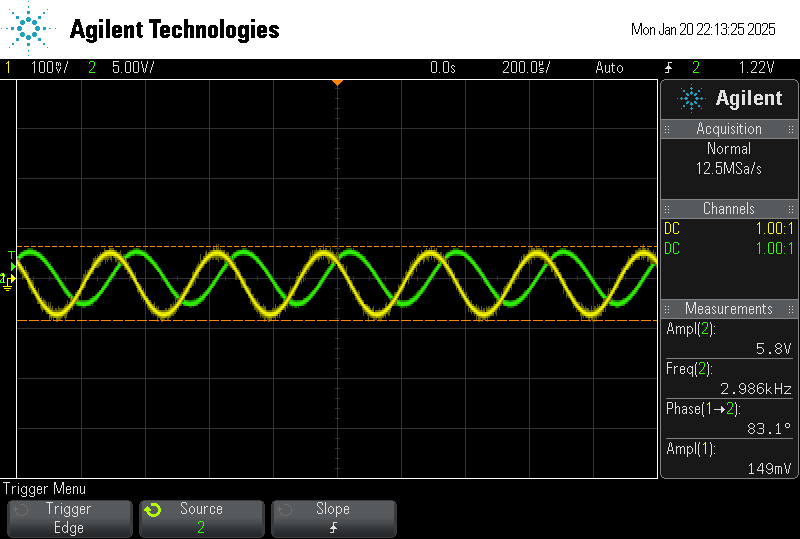 Agilent Technologies
Mon Jan 20 22:13:25 2025
1 100mV/ 2 5.00V/ 0.0s 200.0µs/ Auto 2 1.22V
Agilent
Acquisition
Normal
12.5MSa/s
Channels
DC 1.00:1
DC 1.00:1
Measurements
Ampl(2):
5.8V
Freq(2):
2.986kHz
Phase(1→2):
83.1°
Ampl(1):
149mV
T
2
Trigger Menu
Trigger Source Slope
Edge 2